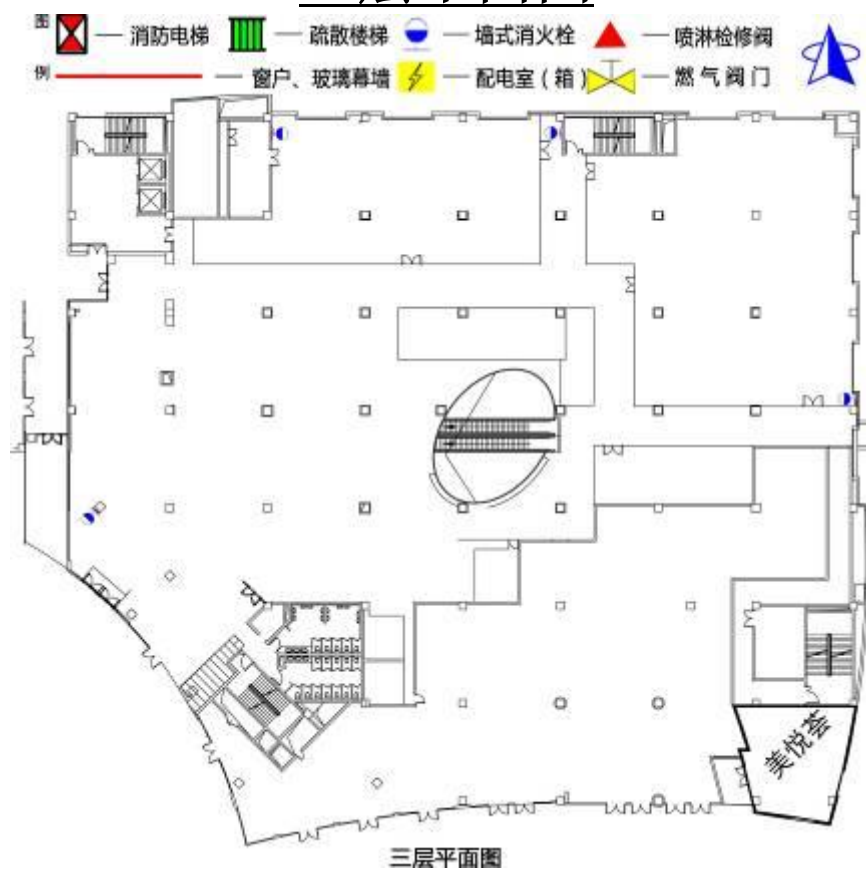 图 — 消防电梯 — 疏散楼梯 — 墙式消火栓 — 喷淋检修阀
例 — 窗户、玻璃幕墙 — 配电室（箱） — 燃气阀门
美悦荟
三层平面图